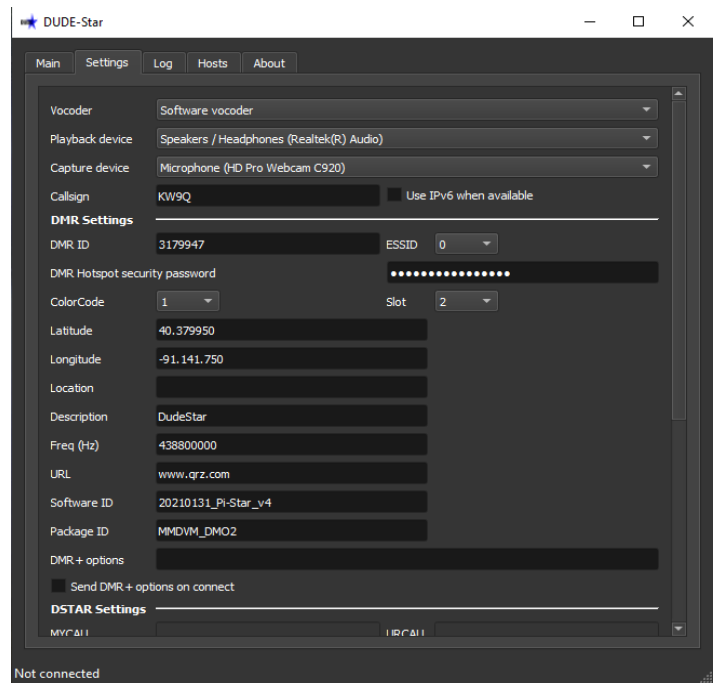 DUDE-Star
Main Settings Log Hosts About
Vocoder Software vocoder
Playback device Speakers / Headphones (Realtek(R) Audio)
Capture device Microphone (HD Pro Webcam C920)
Callsign KW9Q Use IPv6 when available
DMR Settings
DMR ID 3179947 ESSID 0
DMR Hotspot security password ●●●●●●●●●●●●●●●●
ColorCode 1 Slot 2
Latitude 40.379950
Longitude -91.141.750
Location
Description DudeStar
Freq (Hz) 438800000
URL www.qrz.com
Software ID 20210131_Pi-Star_v4
Package ID MMDVM_DMO2
DMR+ options
Send DMR+ options on connect
DSTAR Settings
MYCALL URCALL
Not connected